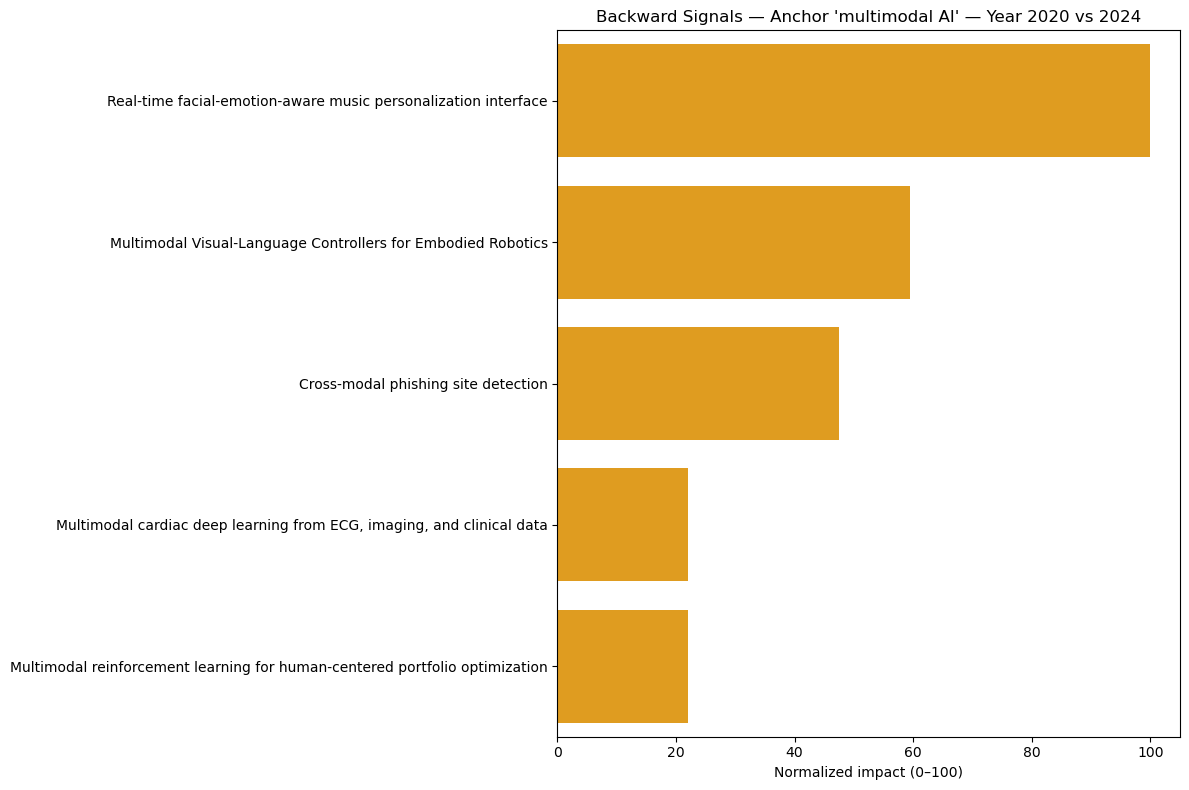 Backward Signals — Anchor 'multimodal AI' — Year 2020 vs 2024
Real-time facial-emotion-aware music personalization interface
Multimodal Visual-Language Controllers for Embodied Robotics
Cross-modal phishing site detection
Multimodal cardiac deep learning from ECG, imaging, and clinical data
Multimodal reinforcement learning for human-centered portfolio optimization
0 20 40 60 80 100
Normalized impact (0–100)